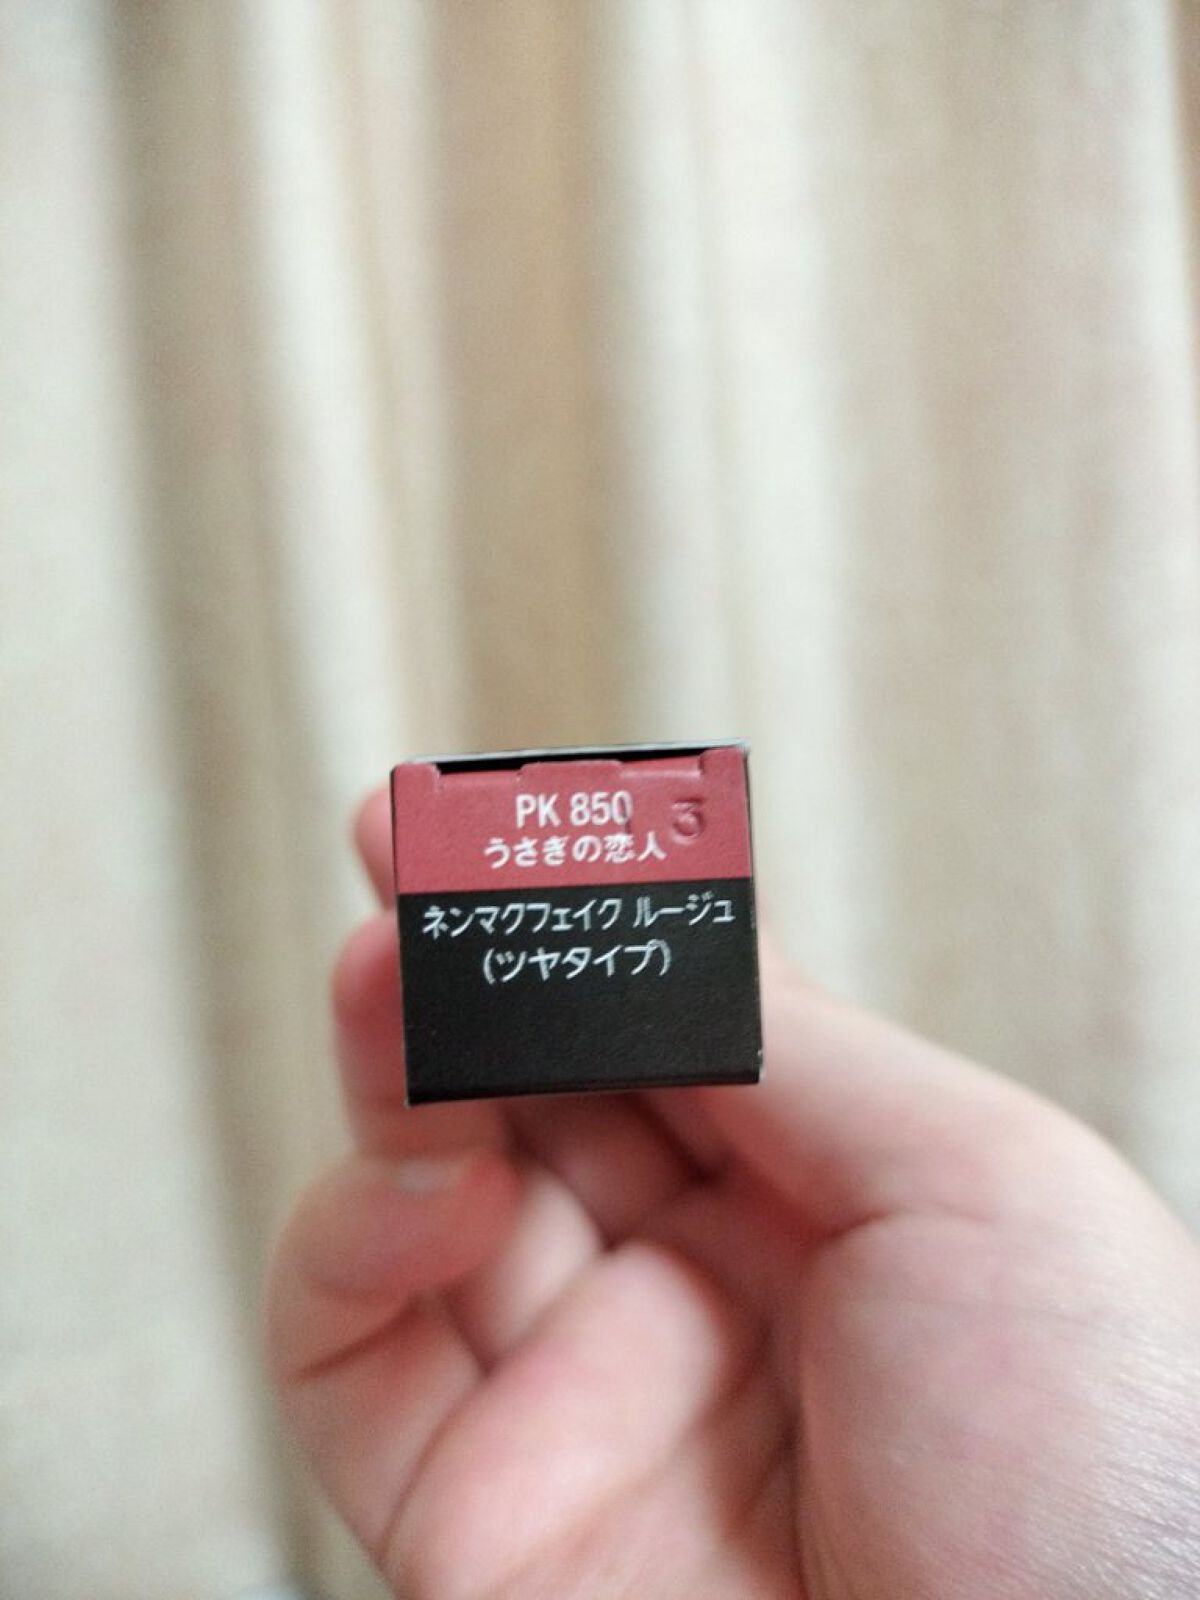 PK 850
うさぎの恋人
ネンマクフェイク ルージュ
(ツヤタイプ)